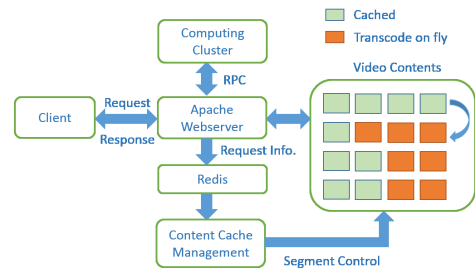 Cached
Transcode on fly
Computing
Cluster
Video Contents
RPC
Client
Request
Response
Apache
Webserver
Request Info.
Redis
Content Cache
Management
Segment Control